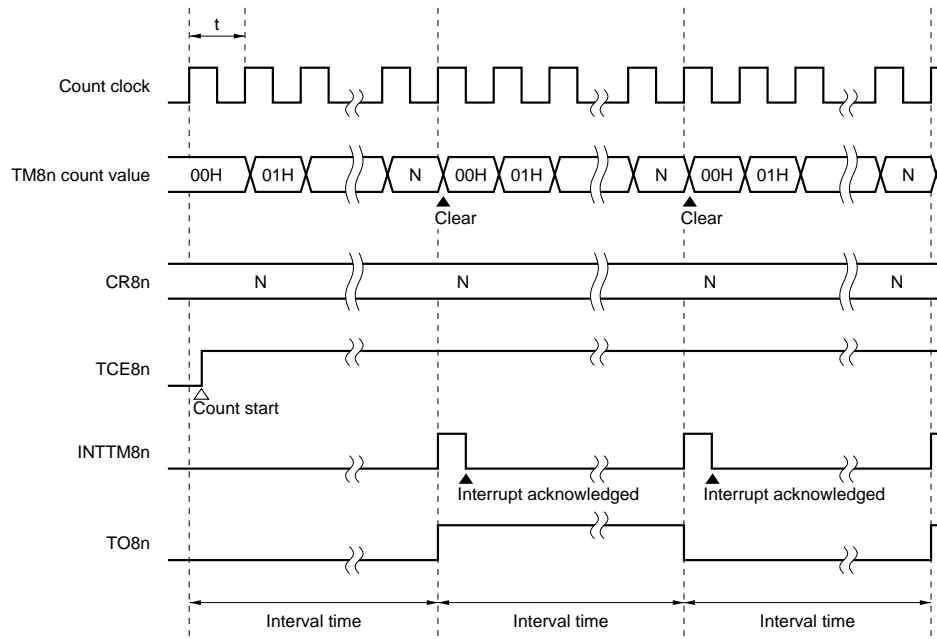 t
Count clock
TM8n count value 00H 01H N 00H 01H N 00H 01H N
Clear Clear
CR8n N N N N
TCE8n
Count start
INTTM8n
Interrupt acknowledged Interrupt acknowledged
TO8n
Interval time Interval time Interval time